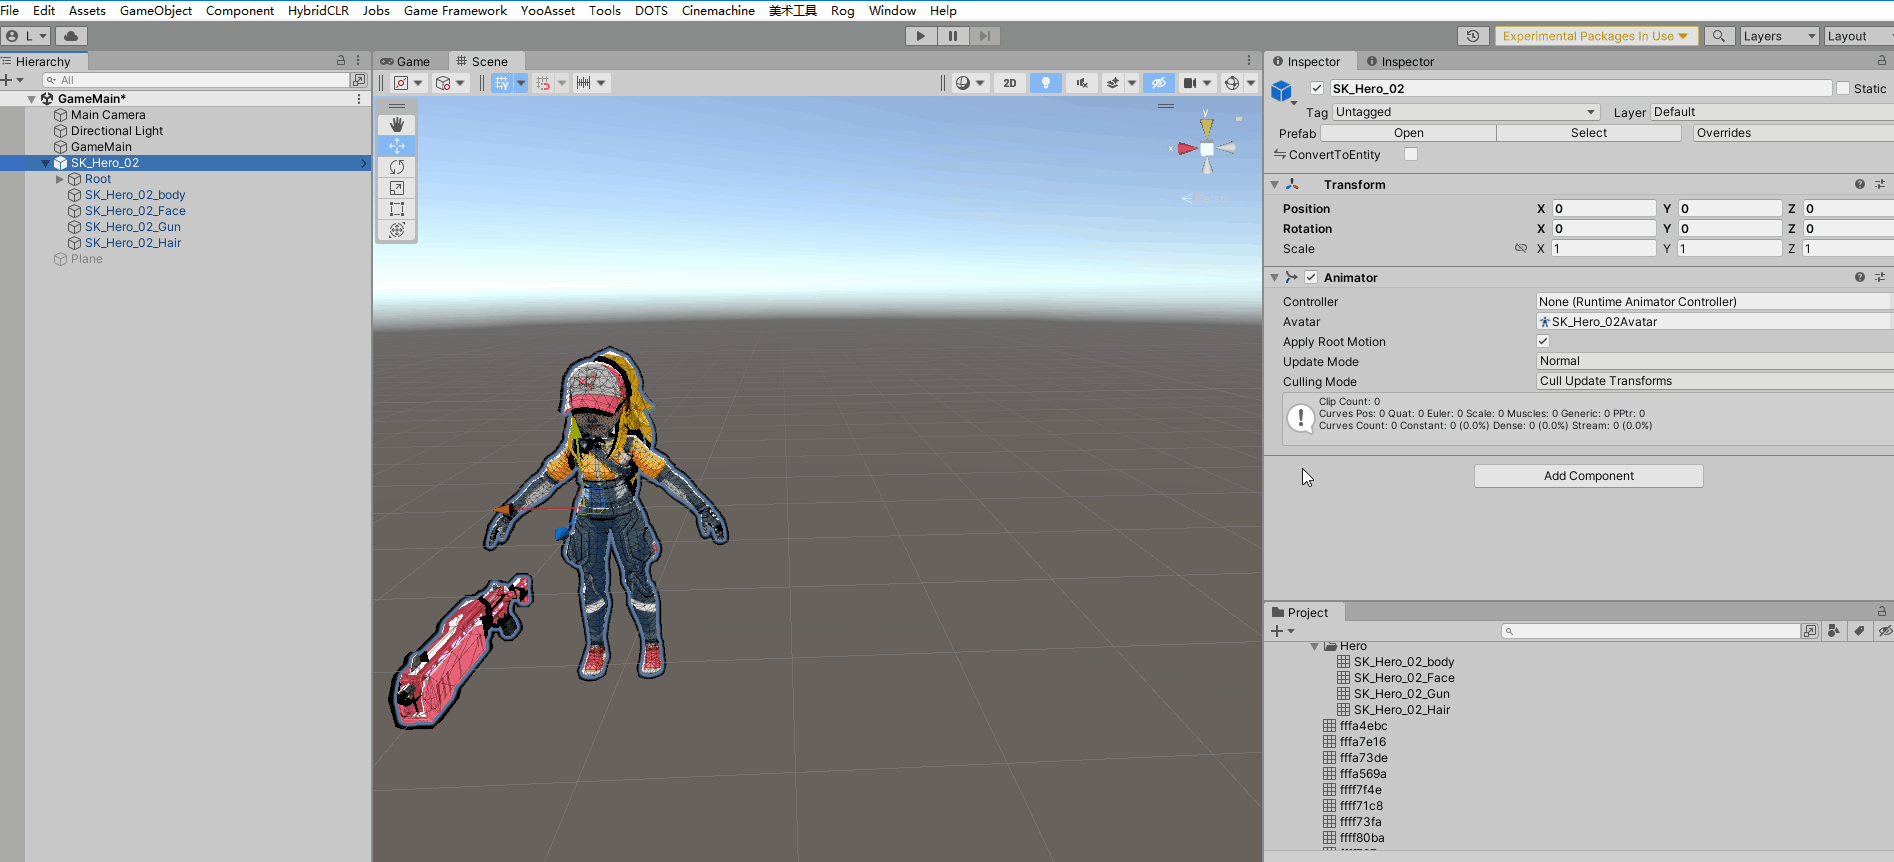 File Edit Assets GameObject Component HybridCLR Jobs Game Framework YooAsset Tools DOTS Cinemachine 美术工具 Rog Window Help
L Experimental Packages In Use Layers Layout
Hierarchy
All
GameMain*
Main Camera
Directional Light
GameMain
SK_Hero_02
Root
SK_Hero_02_body
SK_Hero_02_Face
SK_Hero_02_Gun
SK_Hero_02_Hair
Plane
Game Scene
2D
y
x
Inspector Inspector
SK_Hero_02 Static
Tag Untagged Layer Default
Prefab Open Select Overrides
ConvertToEntity
Transform
Position X 0 Y 0 Z 0
Rotation X 0 Y 0 Z 0
Scale X 1 Y 1 Z 1
Animator
Controller None (Runtime Animator Controller)
Avatar SK_Hero_02Avatar
Apply Root Motion
Update Mode Normal
Culling Mode Cull Update Transforms
Clip Count: 0
Curves Pos: 0 Quat: 0 Euler: 0 Scale: 0 Muscles: 0 Generic: 0 PPtr: 0
Curves Count: 0 Constant: 0 (0.0%) Dense: 0 (0.0%) Stream: 0 (0.0%)
Add Component
Project
Hero
SK_Hero_02_body
SK_Hero_02_Face
SK_Hero_02_Gun
SK_Hero_02_Hair
fffa4ebc
fffa7e16
fffa73de
fffa569a
ffff7f4e
ffff71c8
ffff73fa
ffff80ba